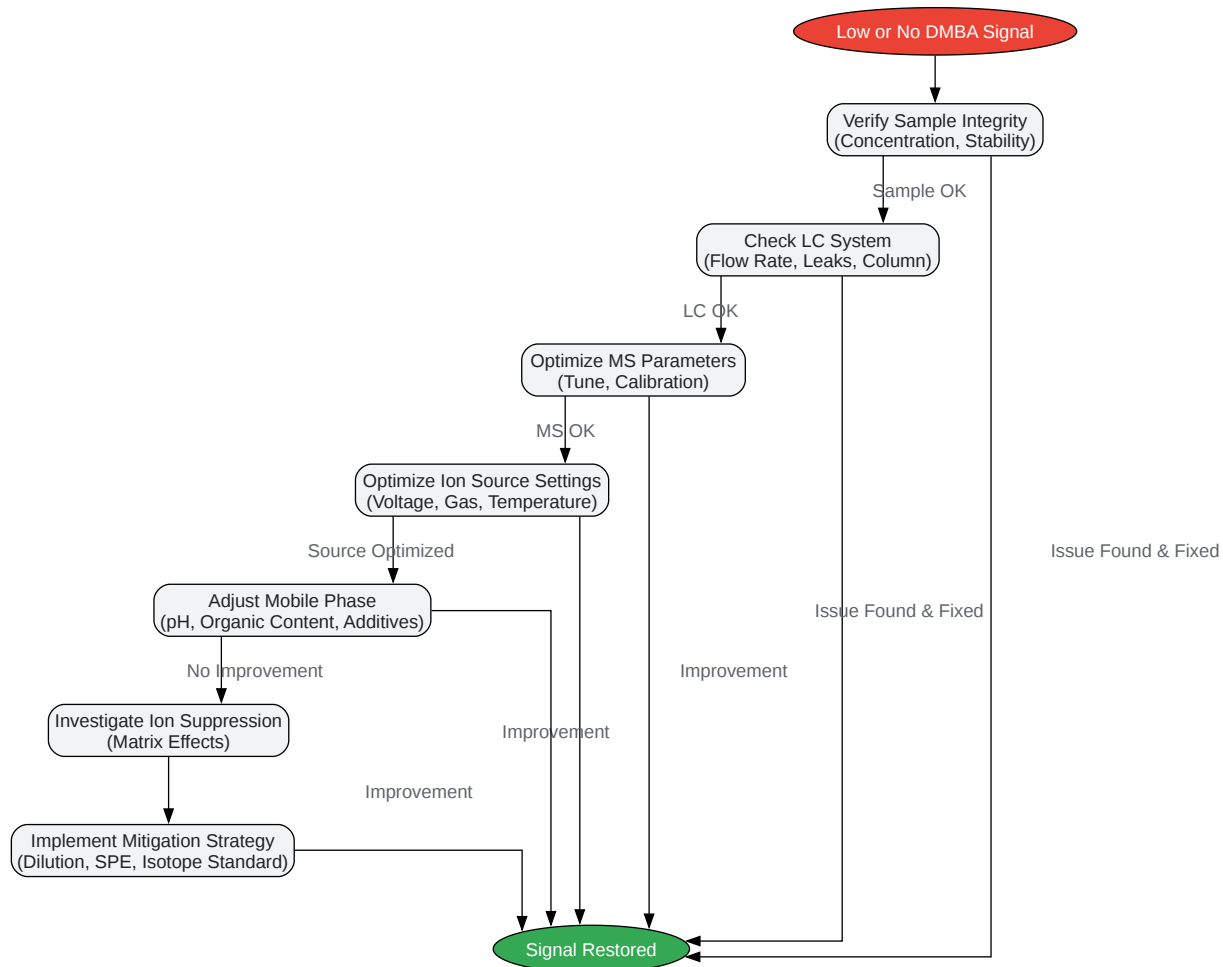 Low or No DMBA Signal
Verify Sample Integrity
(Concentration, Stability)
Sample OK
Check LC System
(Flow Rate, Leaks, Column)
LC OK
Optimize MS Parameters
(Tune, Calibration)
MS OK
Optimize Ion Source Settings
(Voltage, Gas, Temperature)
Source Optimized
Issue Found & Fixed
Adjust Mobile Phase
(pH, Organic Content, Additives)
Issue Found & Fixed
No Improvement
Improvement
Investigate Ion Suppression
(Matrix Effects)
Improvement
Improvement
Implement Mitigation Strategy
(Dilution, SPE, Isotope Standard)
Signal Restored